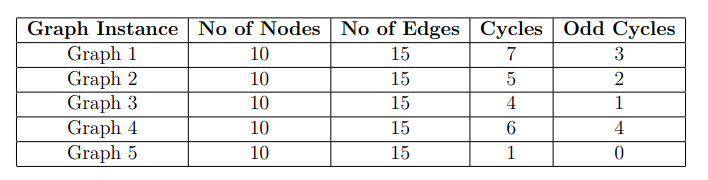 Graph Instance No of Nodes No of Edges Cycles Odd Cycles
Graph 1 10 15 7 3
Graph 2 10 15 5 2
Graph 3 10 15 4 1
Graph 4 10 15 6 4
Graph 5 10 15 1 0